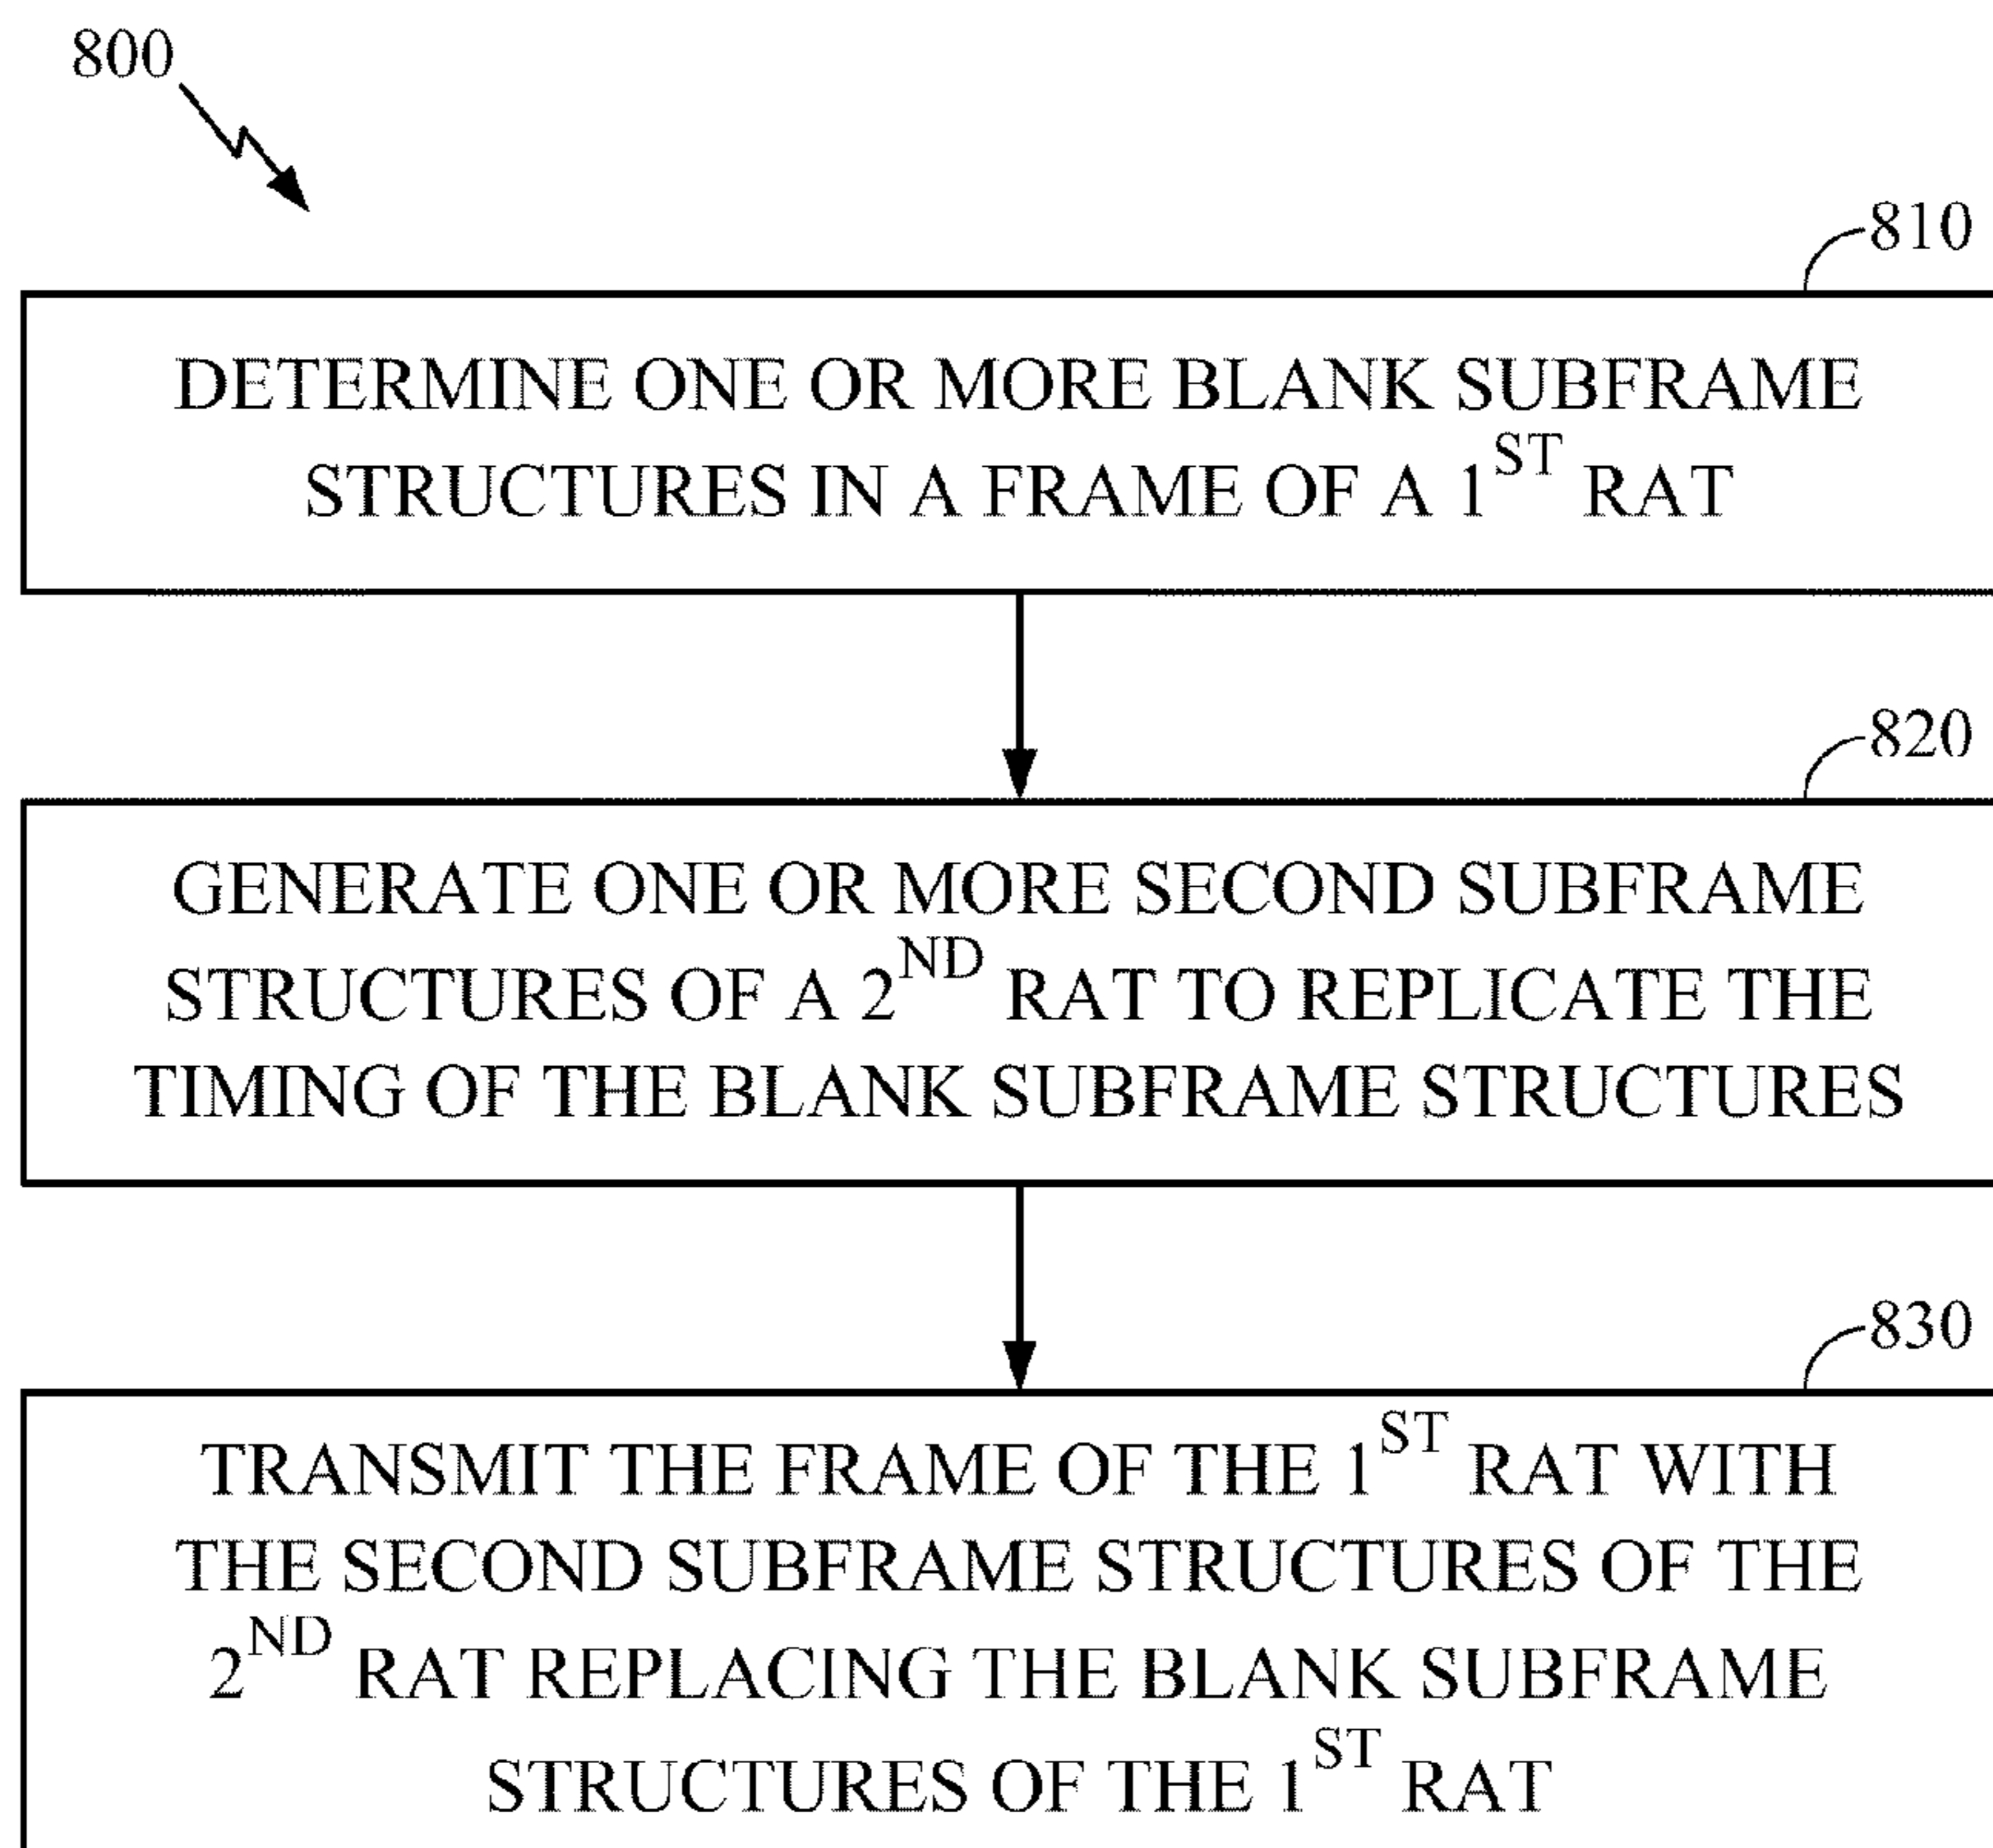 800
810
DETERMINE ONE OR MORE BLANK SUBFRAME
STRUCTURES IN A FRAME OF A 1ST RAT
820
GENERATE ONE OR MORE SECOND SUBFRAME
STRUCTURES OF A 2ND RAT TO REPLICATE THE
TIMING OF THE BLANK SUBFRAME STRUCTURES
830
TRANSMIT THE FRAME OF THE 1ST RAT WITH
THE SECOND SUBFRAME STRUCTURES OF THE
2ND RAT REPLACING THE BLANK SUBFRAME
STRUCTURES OF THE 1ST RAT